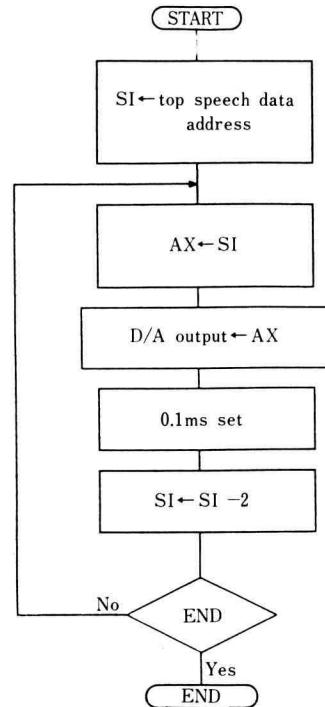 START
SI←top speech data
address
AX←SI
D/A output←AX
0.1ms set
SI←SI −2
No
END
Yes
END